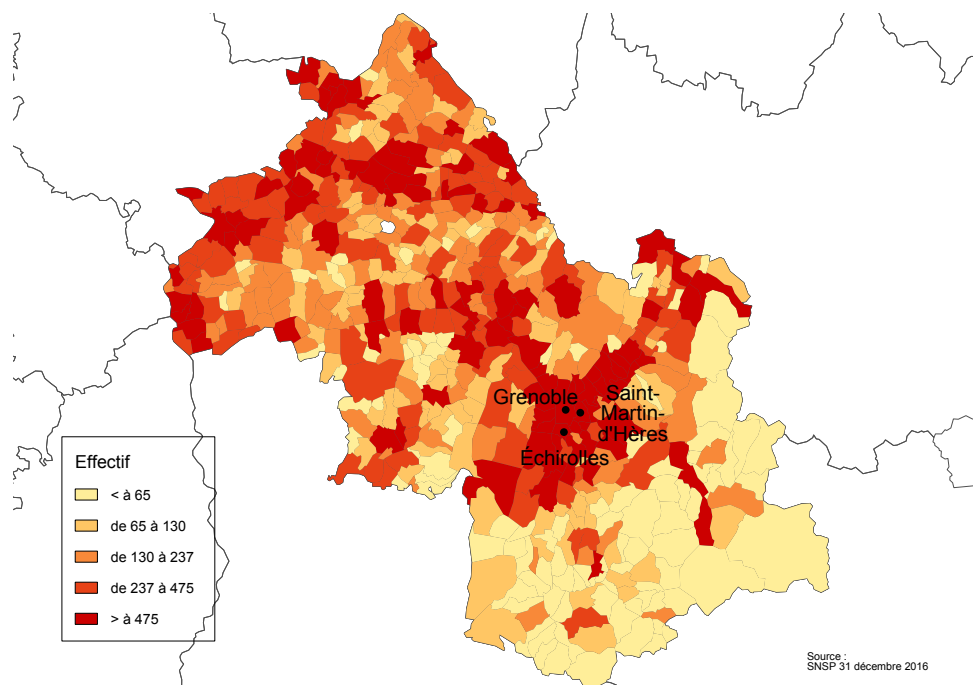 Grenoble
Saint-
Martin-
d'Hères
Échirolles
Effectif
< à 65
de 65 à 130
de 130 à 237
de 237 à 475
> à 475
Source :
SNSP 31 décembre 2016